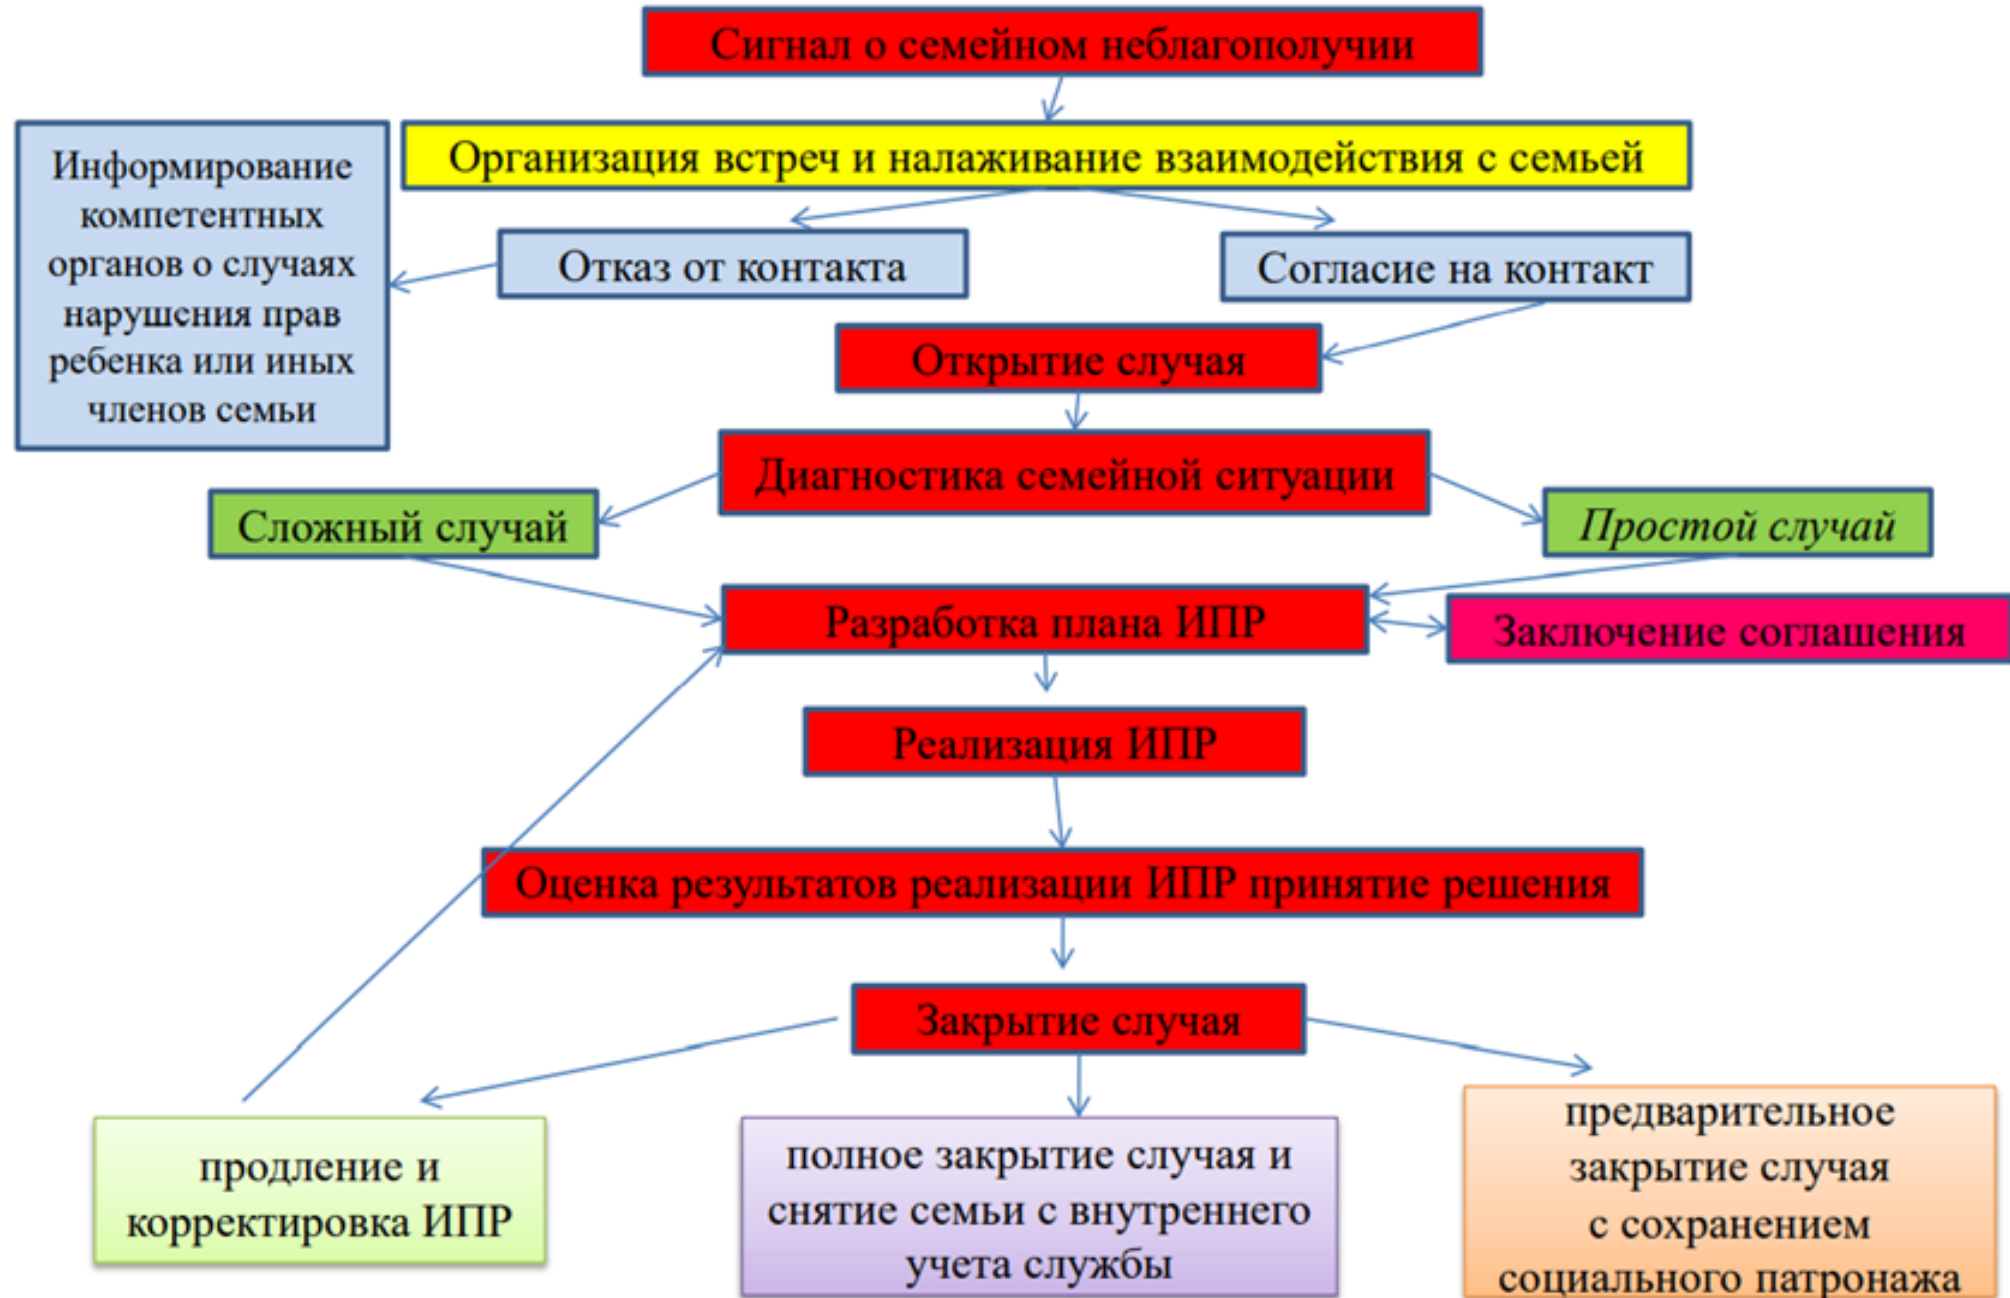 Сигнал о семейном неблагополучии
Организация встреч и налаживание взаимодействия с семьей
Информирование
компетентных
органов о случаях
нарушения прав
ребенка или иных
членов семьи
Отказ от контакта
Согласие на контакт
Открытие случая
Диагностика семейной ситуации
Сложный случай
Простой случай
Разработка плана ИПР
Заключение соглашения
Реализация ИПР
Оценка результатов реализации ИПР принятие решения
Закрытие случая
продление и
корректировка ИПР
полное закрытие случая и
снятие семьи с внутреннего
учета службы
предварительное
закрытие случая
с сохранением
социального патронажа